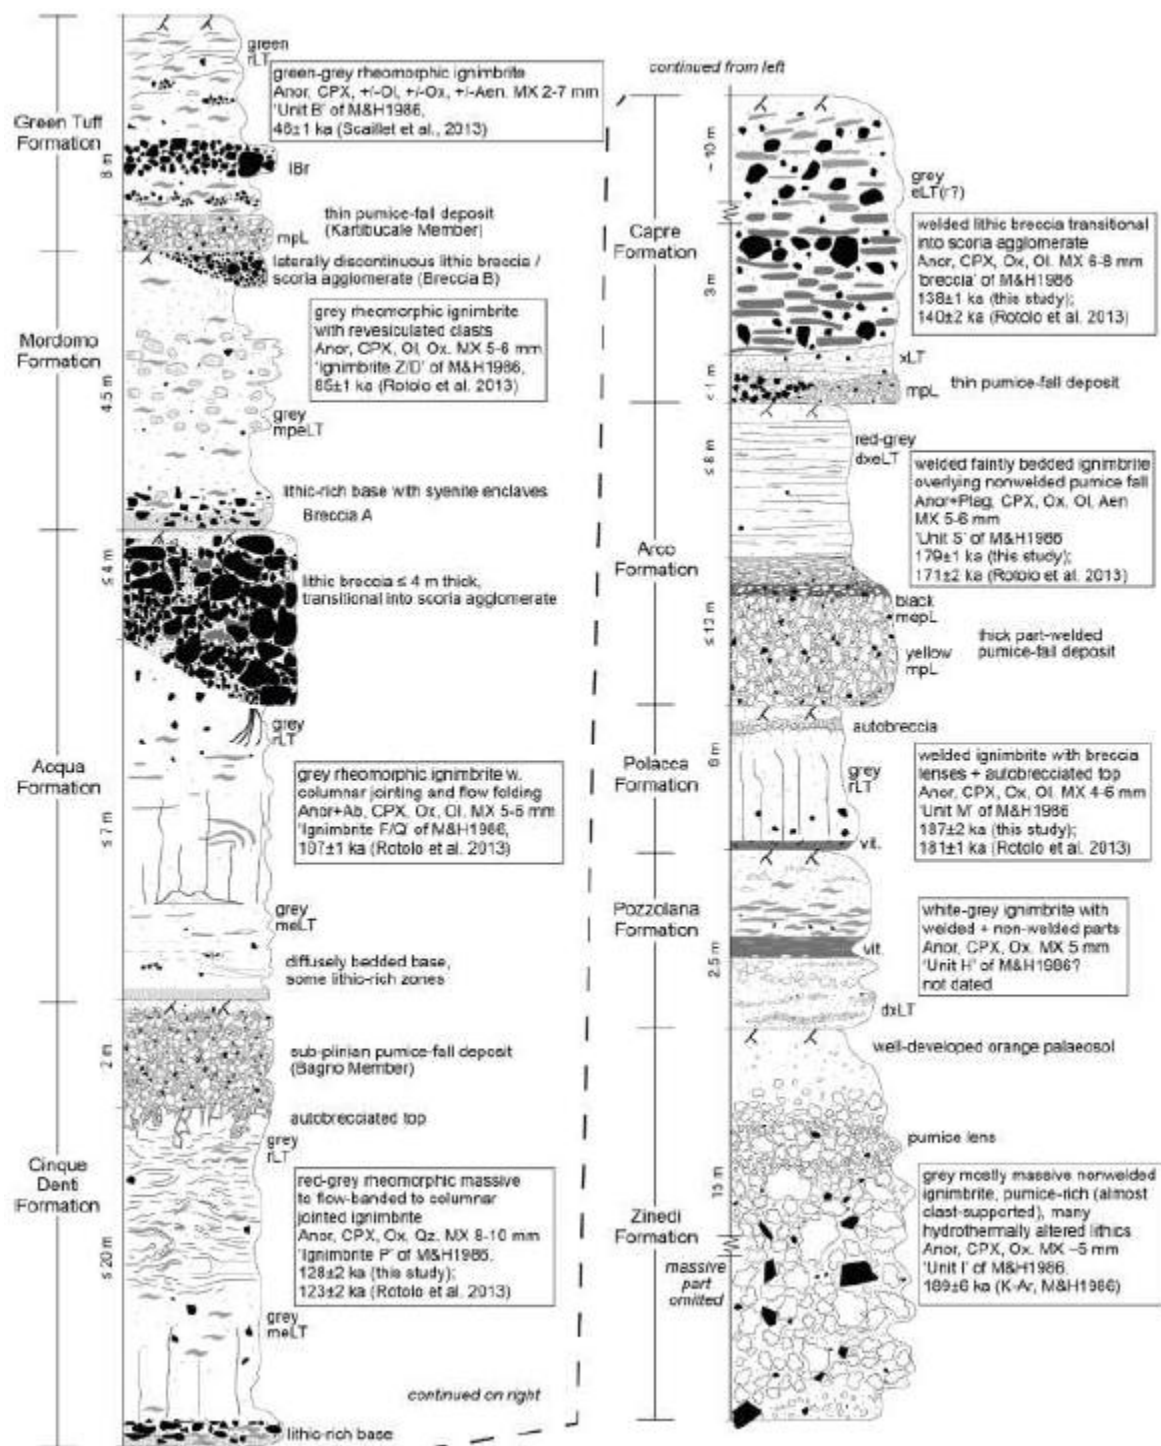 green
rLT
green-grey rheomorphic ignimbrite
Anor, CPX, +/-Ol, +/-Ox, +/-Aen. MX 2-7 mm
'Unit B' of M&H1986,
46±1 ka (Scaillet et al., 2013)
Green Tuff
Formation
8 m
lBr
thin pumice-fall deposit
(Kartibucale Member)
mpL
laterally discontinuous lithic breccia /
scoria agglomerate (Breccia B)
grey rheomorphic ignimbrite
with revesiculated clasts
Anor, CPX, Ol, Ox. MX 5-6 mm
'Ignimbrite Z/D' of M&H1986,
85±1 ka (Rotolo et al. 2013)
Mordomo
Formation
4.5 m
grey
mpeLT
lithic-rich base with syenite enclaves
Breccia A
≤ 4 m
lithic breccia ≤ 4 m thick,
transitional into scoria agglomerate
grey
rLT
Acqua
Formation
≤ 7 m
grey rheomorphic ignimbrite w.
columnar jointing and flow folding
Anor+Ab, CPX, Ox, Ol. MX 5-6 mm
'Ignimbrite F/Q' of M&H1986,
107±1 ka (Rotolo et al. 2013)
grey
meLT
diffusely bedded base,
some lithic-rich zones
2 m
sub-plinian pumice-fall deposit
(Bagno Member)
autobrecciated top
grey
rLT
Cinque
Denti
Formation
≤ 20 m
red-grey rheomorphic massive
to flow-banded to columnar
jointed ignimbrite
Anor, CPX, Ox, Qz. MX 8-10 mm
'Ignimbrite P' of M&H1986,
128±2 ka (this study);
123±2 ka (Rotolo et al. 2013)
grey
meLT
continued on right
lithic-rich base
continued from left
~10 m
grey
eLT(r?)
Capre
Formation
3 m
welded lithic breccia transitional
into scoria agglomerate
Anor, CPX, Ox, Ol. MX 6-8 mm
'breccia' of M&H1986
138±1 ka (this study);
140±2 ka (Rotolo et al. 2013)
< 1 m
xLT
mpL
thin pumice-fall deposit
≤ 8 m
red-grey
dxeLT
welded faintly bedded ignimbrite
overlying nonwelded pumice fall
Anor+Plag, CPX, Ox, Ol, Aen
MX 5-6 mm
'Unit S' of M&H1986
179±1 ka (this study);
171±2 ka (Rotolo et al. 2013)
Arco
Formation
≤ 13 m
black
mepL
yellow
mpL
thick part-welded
pumice-fall deposit
autobreccia
Polacca
Formation
6 m
grey
rLT
vit.
welded ignimbrite with breccia
lenses + autobrecciated top
Anor, CPX, Ox, Ol. MX 4-6 mm
'Unit M' of M&H1986
187±2 ka (this study);
181±1 ka (Rotolo et al. 2013)
Pozzolana
Formation
2.5 m
vit.
dxLT
white-grey ignimbrite with
welded + non-welded parts
Anor, CPX, Ox. MX 5 mm
'Unit H' of M&H1986?
not dated
well-developed orange palaeosol
pumice lens
15 m
Zinedi
Formation
massive
part
omitted
grey mostly massive nonwelded
ignimbrite, pumice-rich (almost
clast-supported), many
hydrothermally altered lithics
Anor, CPX, Ox. MX ~5 mm
'Unit I' of M&H1986,
189±6 ka (K-Ar, M&H1986)